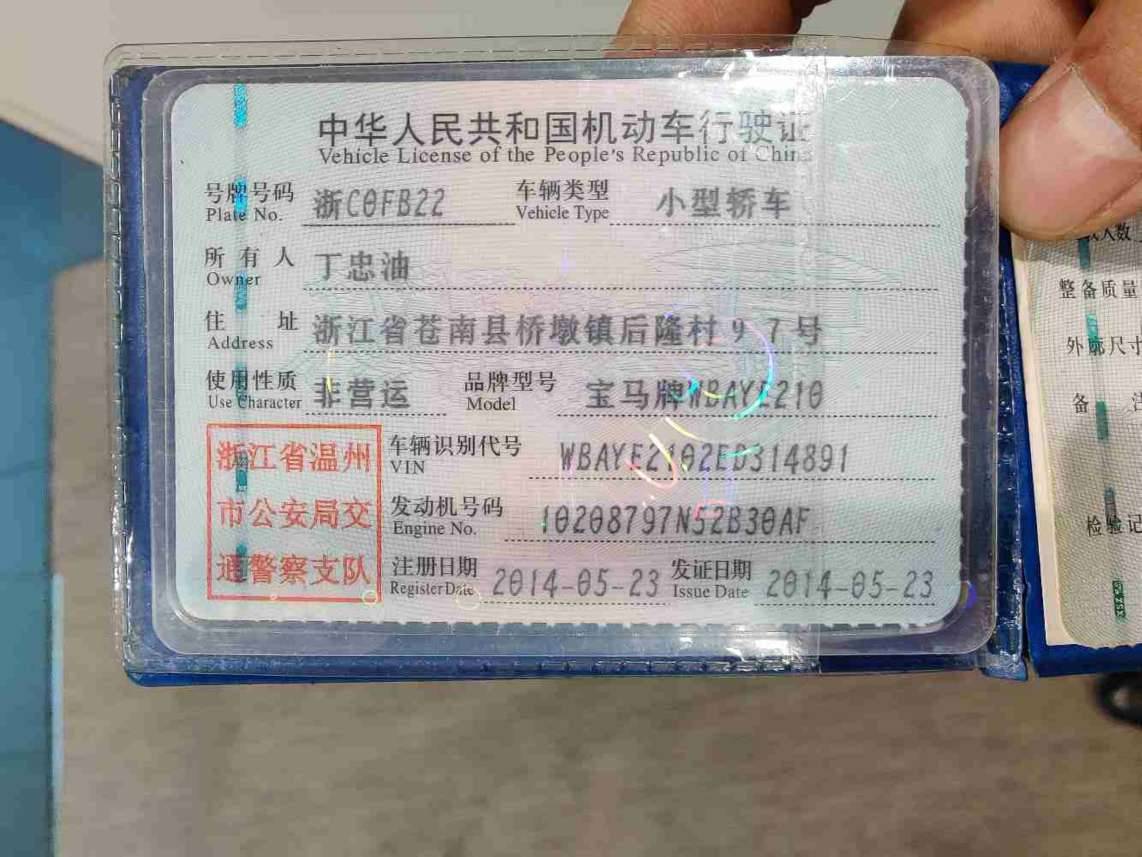 中华人民共和国机动车行驶证
Vehicle License of the People's Republic of China
号牌号码 浙C0FB22 车辆类型 小型轿车
Plate No. Vehicle Type
所有人 丁忠油
Owner
住址 浙江省苍南县桥墩镇后隆村97号
Address
使用性质 非营运 品牌型号 宝马牌WBAYE210
Use Character Model
浙江省温州
市公安局交
通警察支队
车辆识别代号 WBAYE2102ED314891
VIN
发动机号码 10208797N52B30AF
Engine No.
注册日期 2014-05-23 发证日期 2014-05-23
Register Date Issue Date
人数
整备质量
外廓尺寸
备
检验记